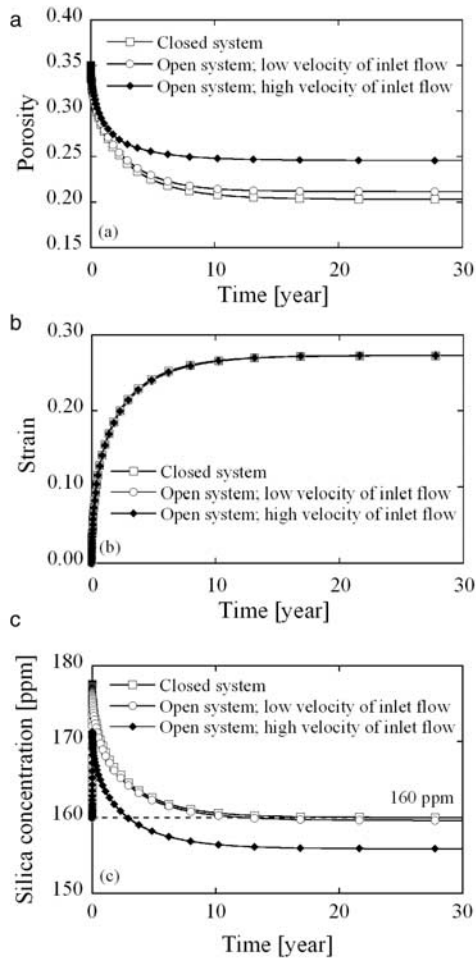 a
0.40
Closed system
Open system; low velocity of inlet flow
0.35
Open system; high velocity of inlet flow
0.30
Porosity
0.25
0.20
0.15
(a)
0
10
20
30
Time [year]
b
0.30
0.20
Strain
Closed system
0.10
Open system; low velocity of inlet flow
Open system; high velocity of inlet flow
0.00
(b)
0
10
20
30
Time [year]
c
180
Closed system
Open system; low velocity of inlet flow
Open system; high velocity of inlet flow
170
Silica concentration [ppm]
160 ppm
160
150
(c)
0
10
20
30
Time [year]